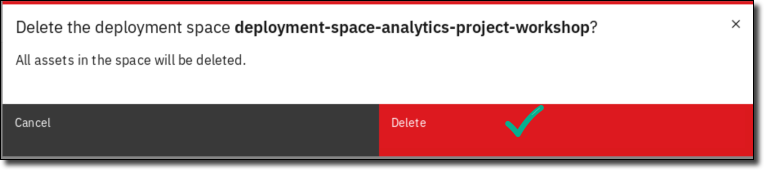 Delete the deployment space deployment-space-analytics-project-workshop?
All assets in the space will be deleted.
Cancel
Delete